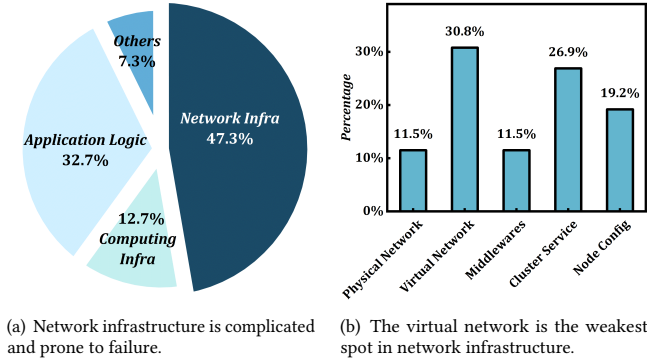 Others
7.3%
Network Infra
47.3%
Application Logic
32.7%
12.7%
Computing
Infra
(a) Network infrastructure is complicated
and prone to failure.
Percentage
30%
20%
10%
0%
11.5%
30.8%
11.5%
26.9%
19.2%
Physical Network
Virtual Network
Middlewares
Cluster Service
Node Config
(b) The virtual network is the weakest
spot in network infrastructure.